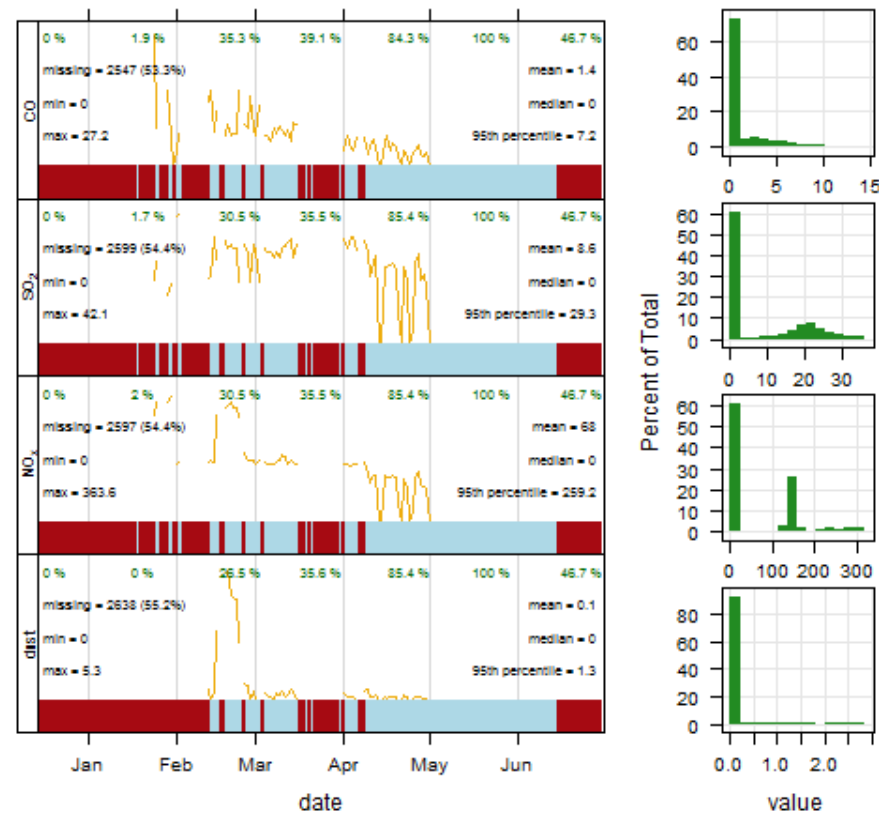 CO
0 % 1.9 % 35.3 % 39.1 % 84.3 % 100 % 46.7 %
missing = 2547 (53.3%) mean = 1.4
min = 0 median = 0
max = 27.2 95th percentile = 7.2
SO₂
0 % 1.7 % 30.5 % 35.5 % 85.4 % 100 % 46.7 %
missing = 2599 (54.4%) mean = 8.6
min = 0 median = 0
max = 42.1 95th percentile = 29.3
NOₓ
0 % 2 % 30.5 % 35.5 % 85.4 % 100 % 46.7 %
missing = 2597 (54.4%) mean = 68
min = 0 median = 0
max = 363.6 95th percentile = 259.2
dust
0 % 0 % 26.5 % 35.6 % 85.4 % 100 % 46.7 %
missing = 2638 (55.2%) mean = 0.1
min = 0 median = 0
max = 5.3 95th percentile = 1.3
Jan Feb Mar Apr May Jun
date
Percent of Total
60
40
20
0
0 5 10 15
60
50
40
30
20
10
0
0 10 20 30
60
50
40
30
20
10
0
0 100 200 300
80
60
40
20
0
0.0 1.0 2.0
value